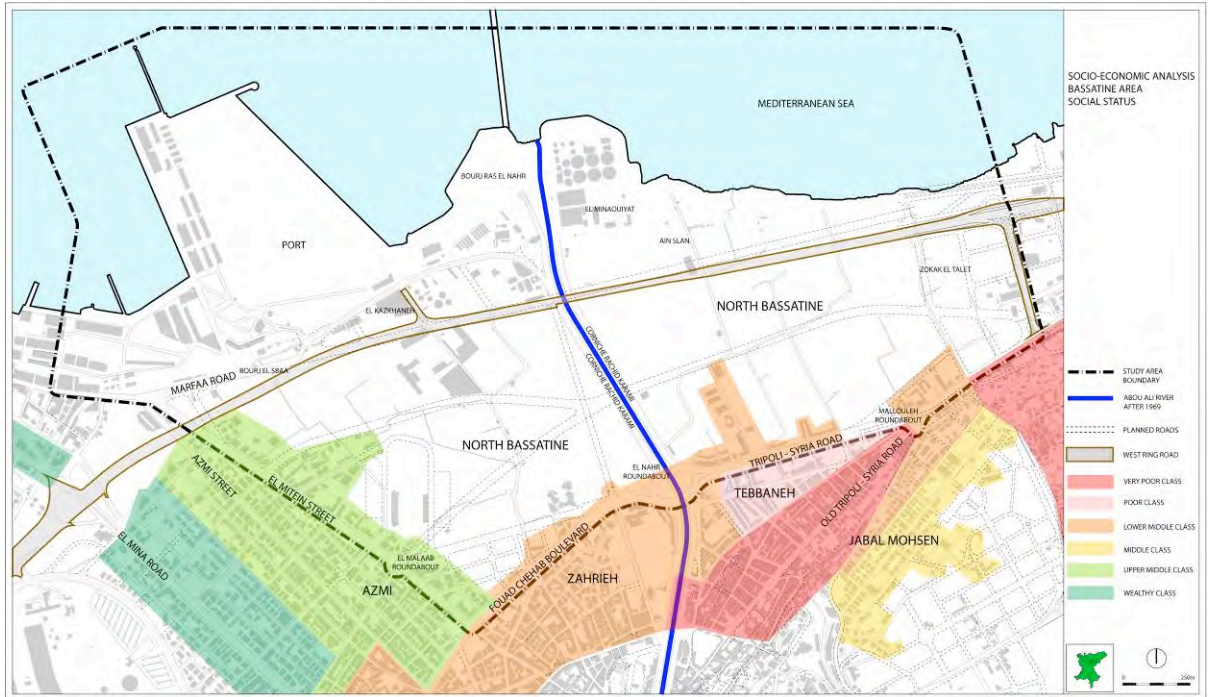 SOCIO-ECONOMIC ANALYSIS
BASSATINE AREA
SOCIAL STATUS
MEDITERRANEAN SEA
BOURJ RAS EL NAHR
EL MINAOUIYAT
PORT
AIN SLAN
ZOKAK EL TALET
EL KAZKHANEH
NORTH BASSATINE
CORNICHE RACHID KARAMI
CORNICHE RACHID KARAMI
BOURJ EL SBAA
MARFAA ROAD
MALLOULEH
ROUNDABOUT
NORTH BASSATINE
TRIPOLI - SYRIA ROAD
EL NAHR
ROUNDABOUT
TEBBANEH
OLD TRIPOLI - SYRIA ROAD
AZMI STREET
EL MITEIN STREET
JABAL MOHSEN
EL MINA ROAD
EL MALAAB
ROUNDABOUT
FOUAD CHEHAB BOULEVARD
ZAHRIEH
AZMI
STUDY AREA
BOUNDARY
ABOU ALI RIVER
AFTER 1969
PLANNED ROADS
WEST RING ROAD
VERY POOR CLASS
POOR CLASS
LOWER MIDDLE CLASS
MIDDLE CLASS
UPPER MIDDLE CLASS
WEALTHY CLASS
0 250m